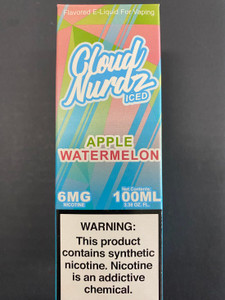 Flavored E-Liquid For Vaping
Cloud
Nurdz
ICED
APPLE
WATERMELON
6MG
NICOTINE
Net Contents:
100ML
3.38 OZ. FL.
WARNING:
This product
contains synthetic
nicotine. Nicotine
is an addictive
chemical.